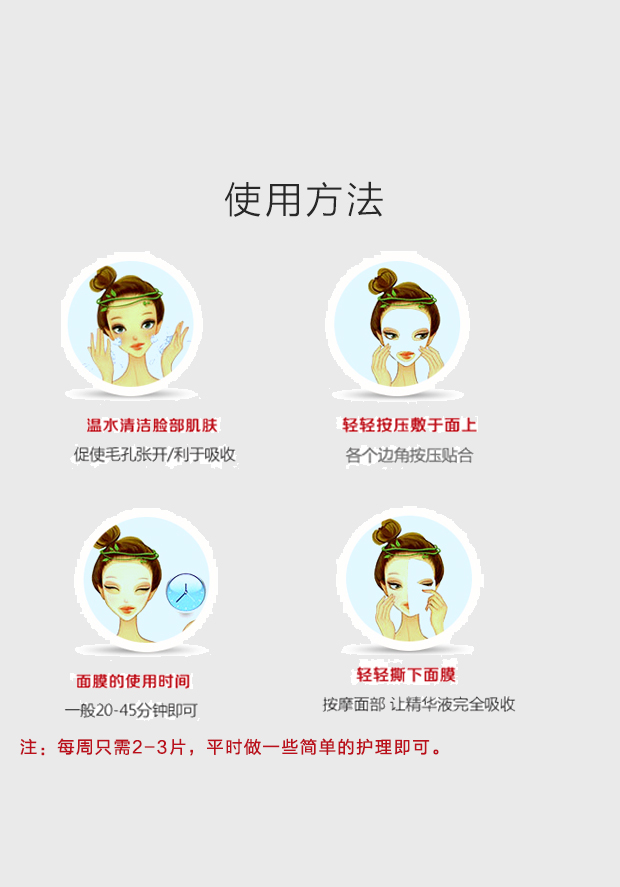 使用方法
温水清洁脸部肌肤
促使毛孔张开/利于吸收
轻轻按压敷于面上
各个边角按压贴合
面膜的使用时间
一般20-45分钟即可
轻轻撕下面膜
按摩面部 让精华液完全吸收
注：每周只需2-3片，平时做一些简单的护理即可。